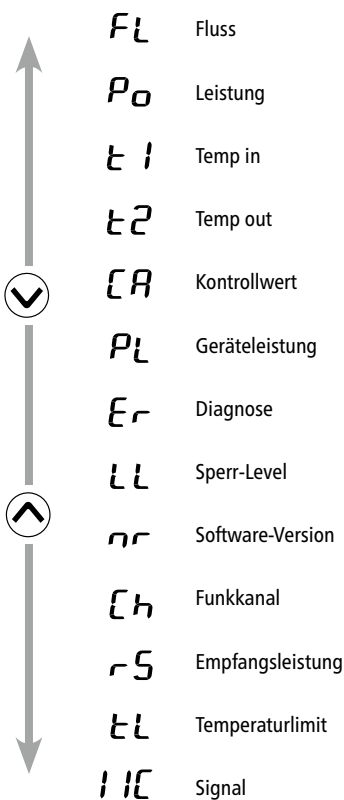 FL Fluss
Po Leistung
t1 Temp in
t2 Temp out
CA Kontrollwert
PL Geräteleistung
Er Diagnose
LL Sperr-Level
nr Software-Version
Ch Funkkanal
rS Empfangsleistung
tL Temperaturlimit
11C Signal